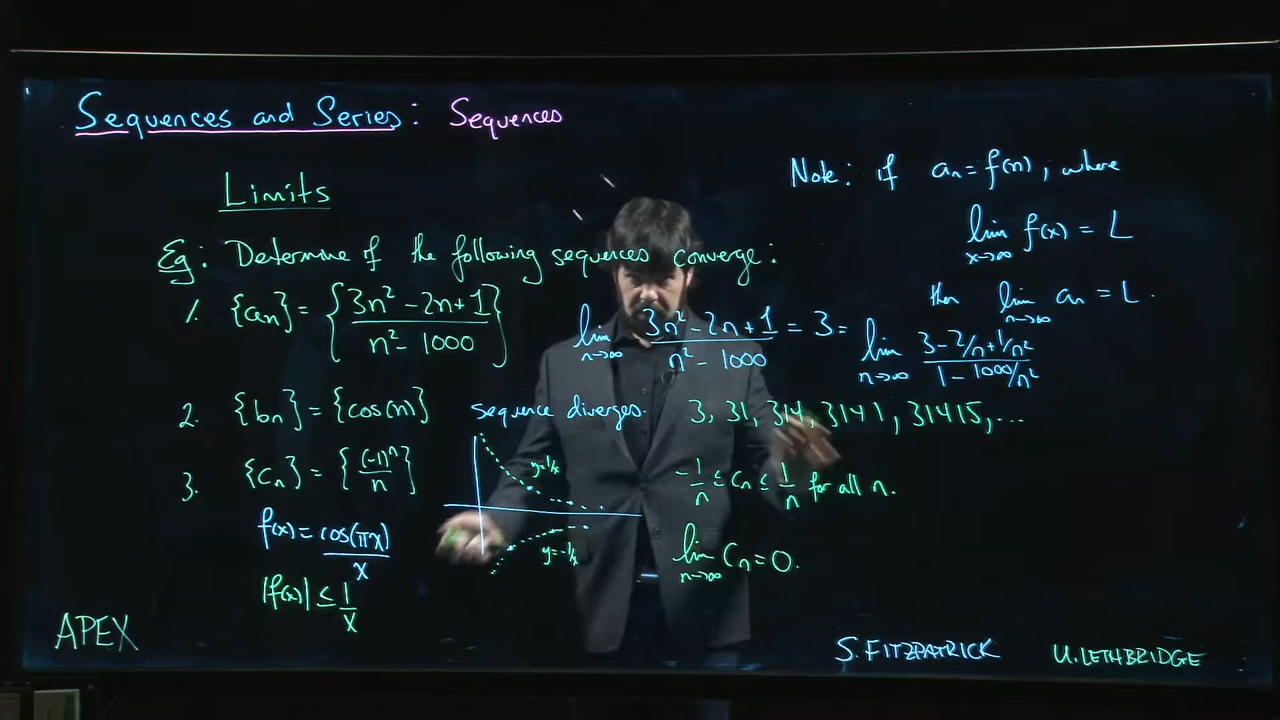 Sequences and Series: Sequences
Limits
Note: if aₙ = f(n), where
lim x→∞ f(x) = L
then lim n→∞ aₙ = L.
Eg: Determine if the following sequences converge:
1. {aₙ} = {(3n² - 2n + 1)/(n² - 1000)} lim n→∞ (3n² - 2n + 1)/(n² - 1000) = 3 = lim n→∞ (3 - 2/n + 1/n²)/(1 - 1000/n²)
2. {bₙ} = {cos(n)} sequence diverges. 3, 31, 314, 3141, 31415, ...
3. {cₙ} = {(-1)ⁿ/n} y=1/x -1/n ≤ cₙ ≤ 1/n for all n.
f(x) = cos(πx)/x y=-1/x lim n→∞ cₙ = 0.
|f(x)| ≤ 1/x
APEX
S. FITZPATRICK U. LETHBRIDGE